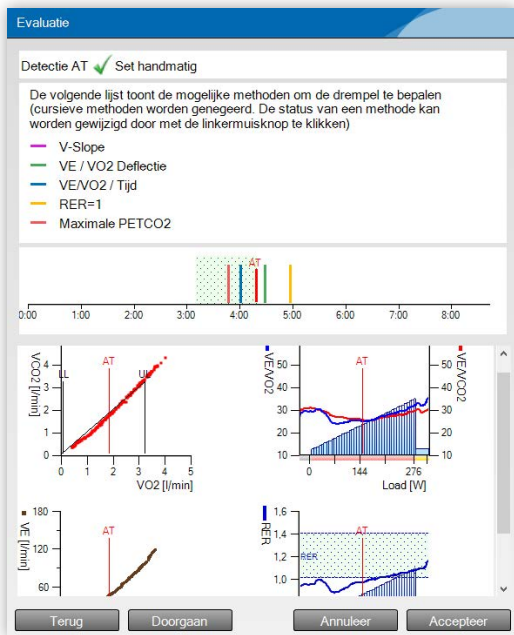 Evaluatie
Detectie AT Set handmatig
De volgende lijst toont de mogelijke methoden om de drempel te bepalen
(cursieve methoden worden genegeerd. De status van een methode kan
worden gewijzigd door met de linkermuisknop te klikken)
V-Slope
VE / VO2 Deflectie
VE/VO2 / Tijd
RER=1
Maximale PETCO2
AT
0:00 1:00 2:00 3:00 4:00 5:00 6:00 7:00 8:00
VCO2 [l/min]
4
3
2
1
0
LL AT UL
0 1 2 3 4 5
VO2 [l/min]
VE/VO2
50
40
30
20
10
AT
VE/VCO2
50
40
30
20
10
0 144 276
Load [W]
VE [l/min]
180
120
60
AT
RER
1,6
1,4
1,2
1,0
AT
RER
Terug Doorgaan Annuleer Accepteer